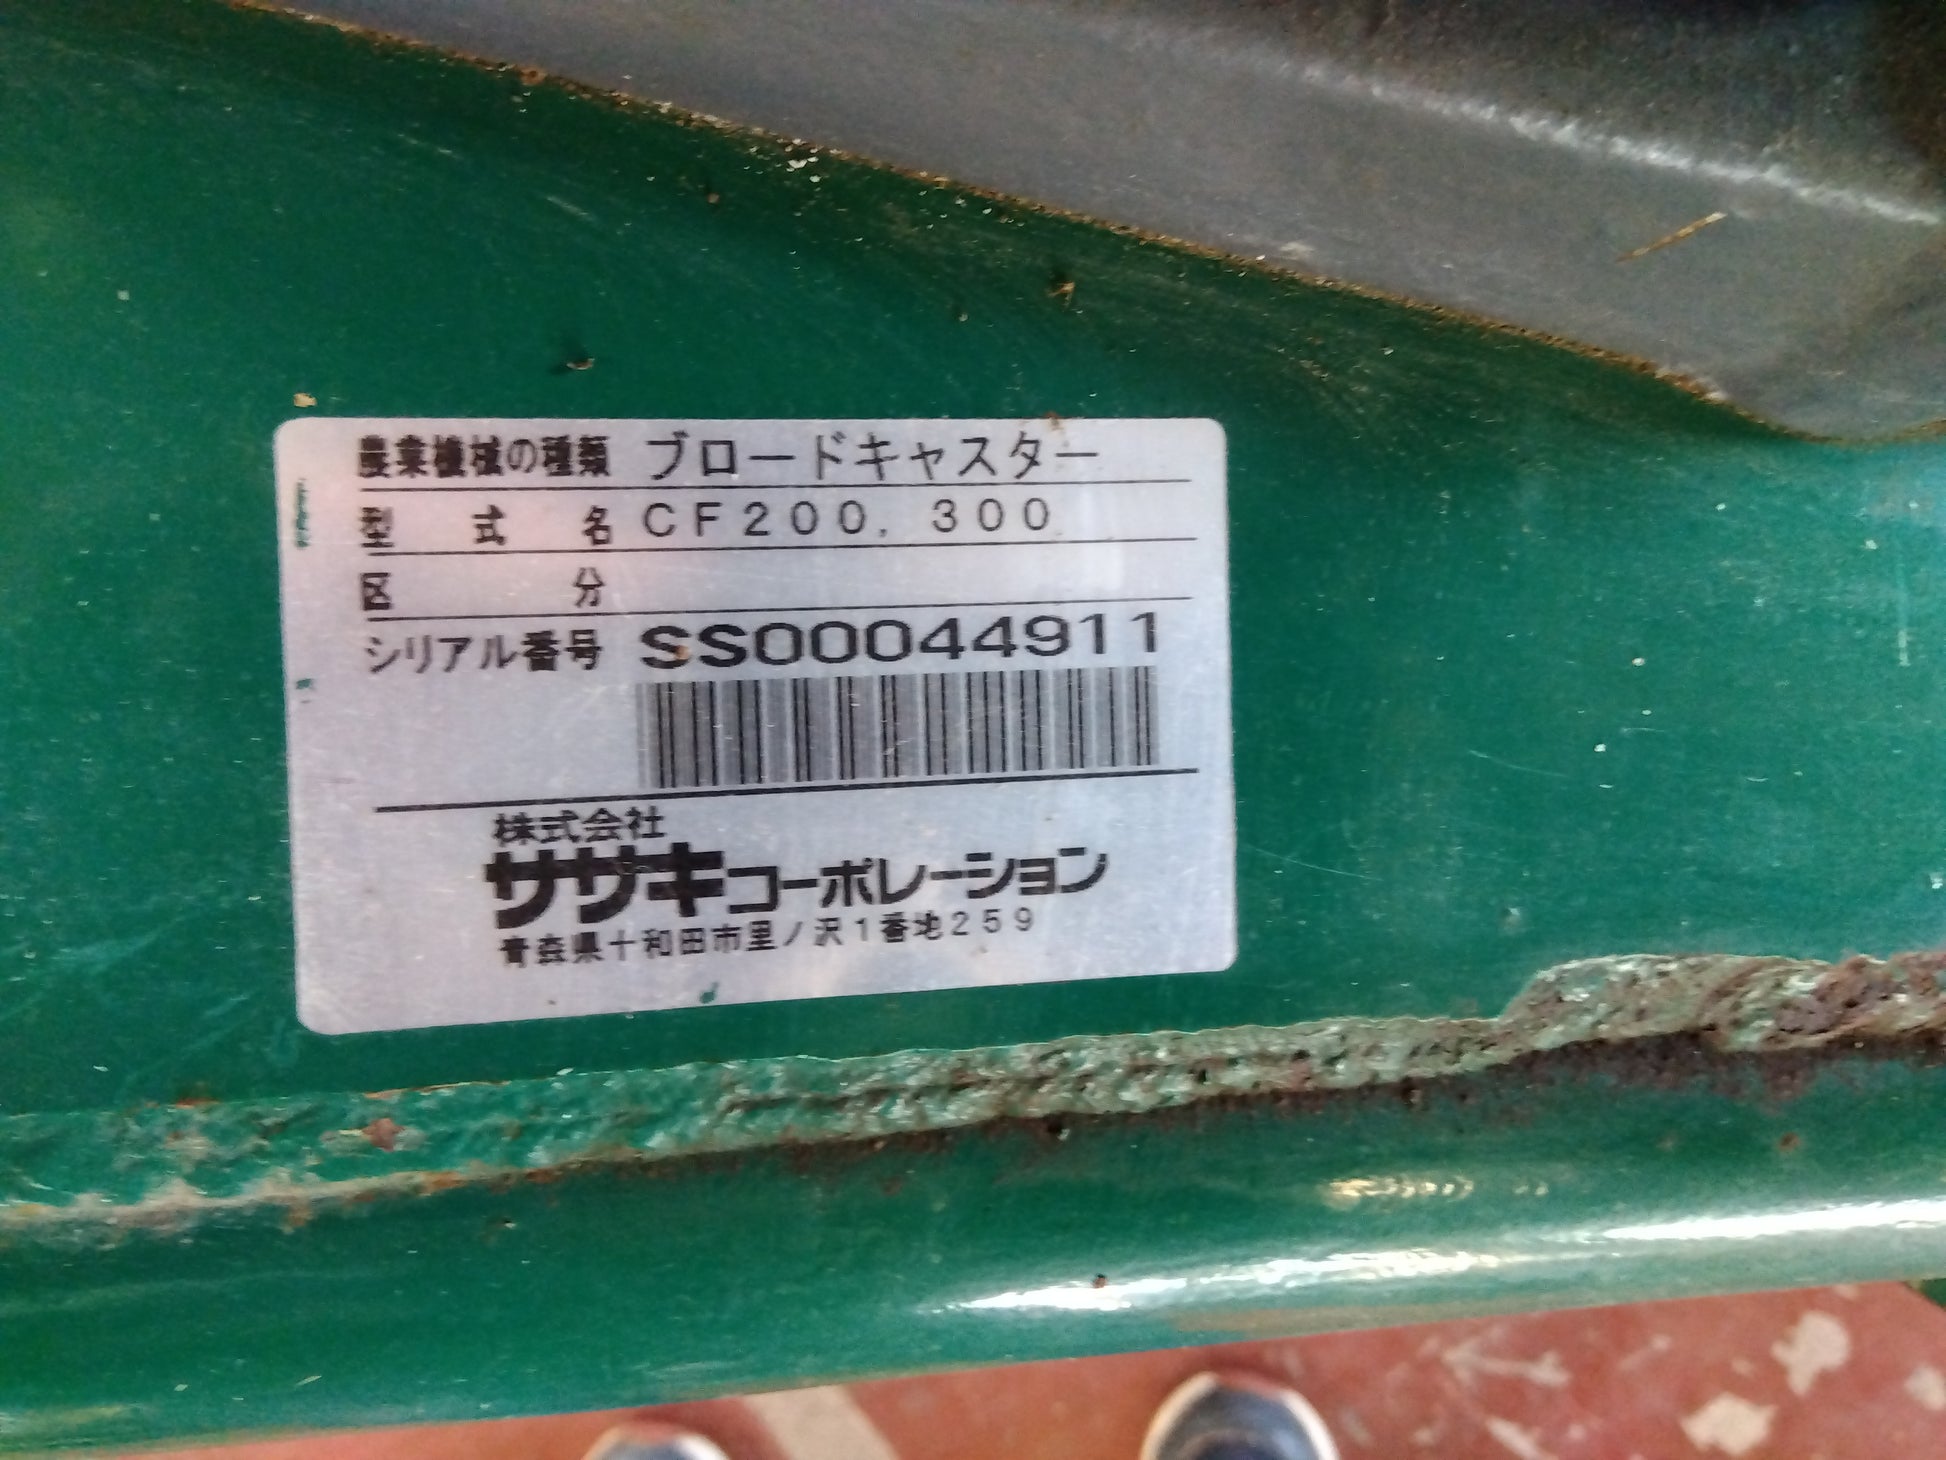 農業機械の種類 ブロードキャスター
型式名 CF200, 300
区分
シリアル番号 SS00044911
株式会社
ササキコーポレーション
青森県十和田市里ノ沢1番地259